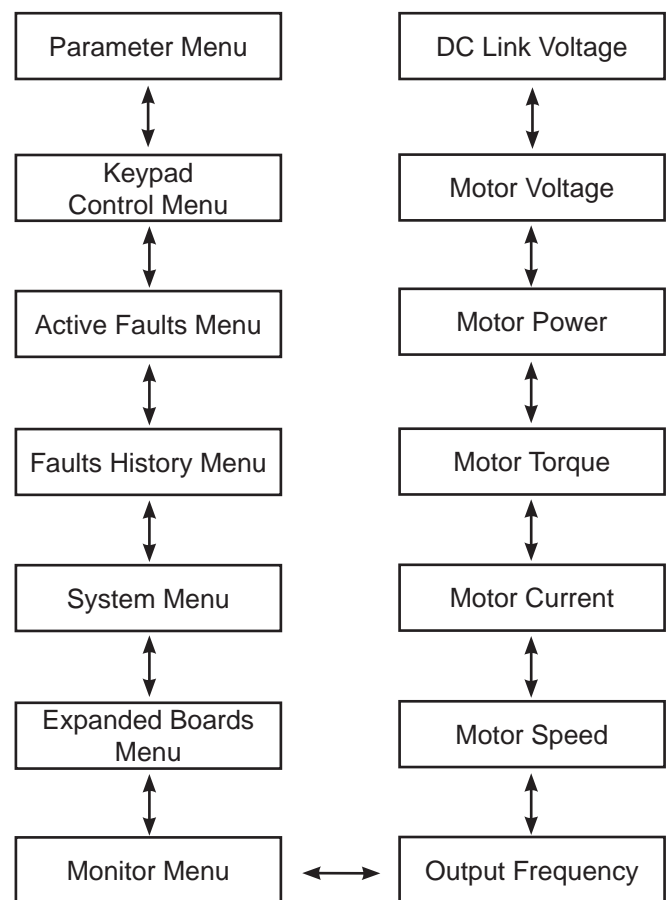 Parameter Menu
DC Link Voltage
Keypad
Control Menu
Motor Voltage
Active Faults Menu
Motor Power
Faults History Menu
Motor Torque
System Menu
Motor Current
Expanded Boards
Menu
Motor Speed
Monitor Menu
Output Frequency